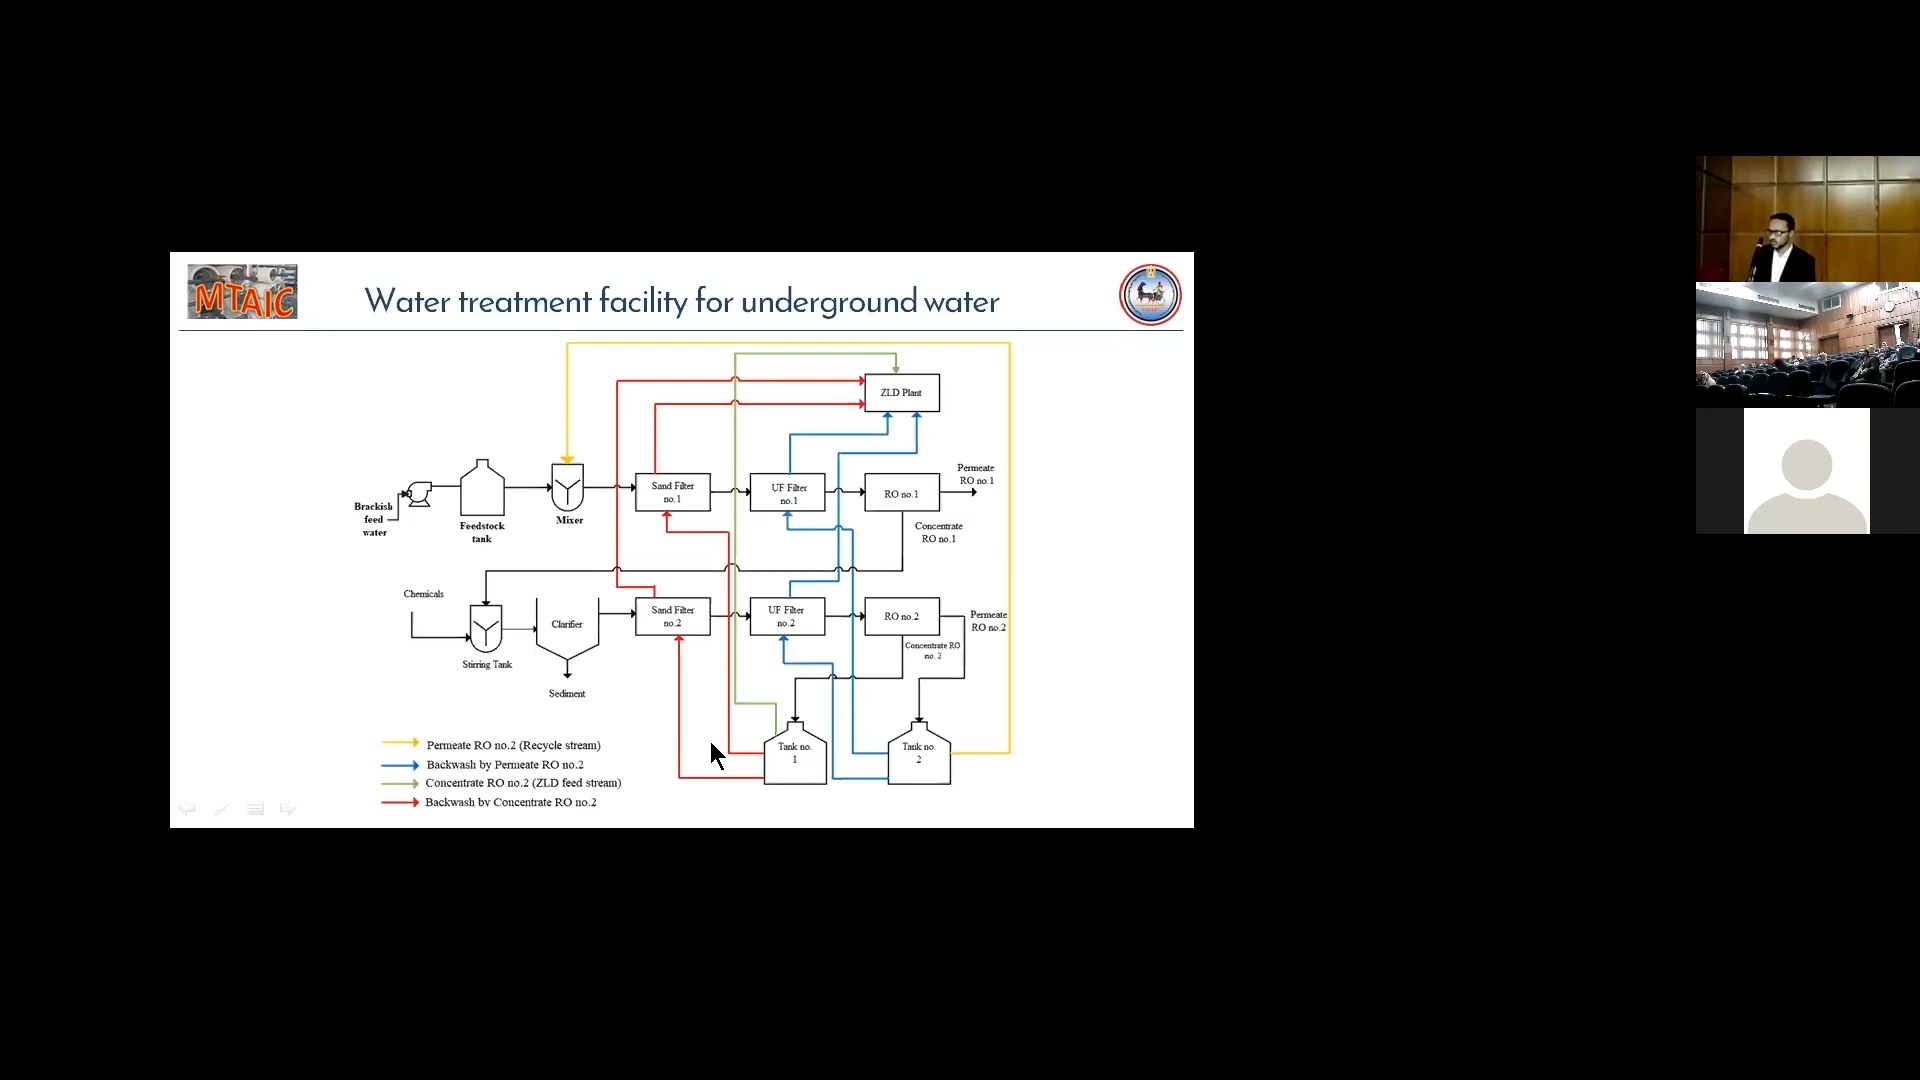 MTAIC
Water treatment facility for underground water
ZLD Plant
Brackish
feed
water
Feedstock
tank
Mixer
Sand Filter
no.1
UF Filter
no.1
RO no.1
Permeate
RO no.1
Concentrate
RO no.1
Chemicals
Stirring Tank
Clarifier
Sediment
Sand Filter
no.2
UF Filter
no.2
RO no.2
Permeate
RO no.2
Concentrate RO
no. 2
Tank no.
1
Tank no.
2
Permeate RO no.2 (Recycle stream)
Backwash by Permeate RO no.2
Concentrate RO no.2 (ZLD feed stream)
Backwash by Concentrate RO no.2